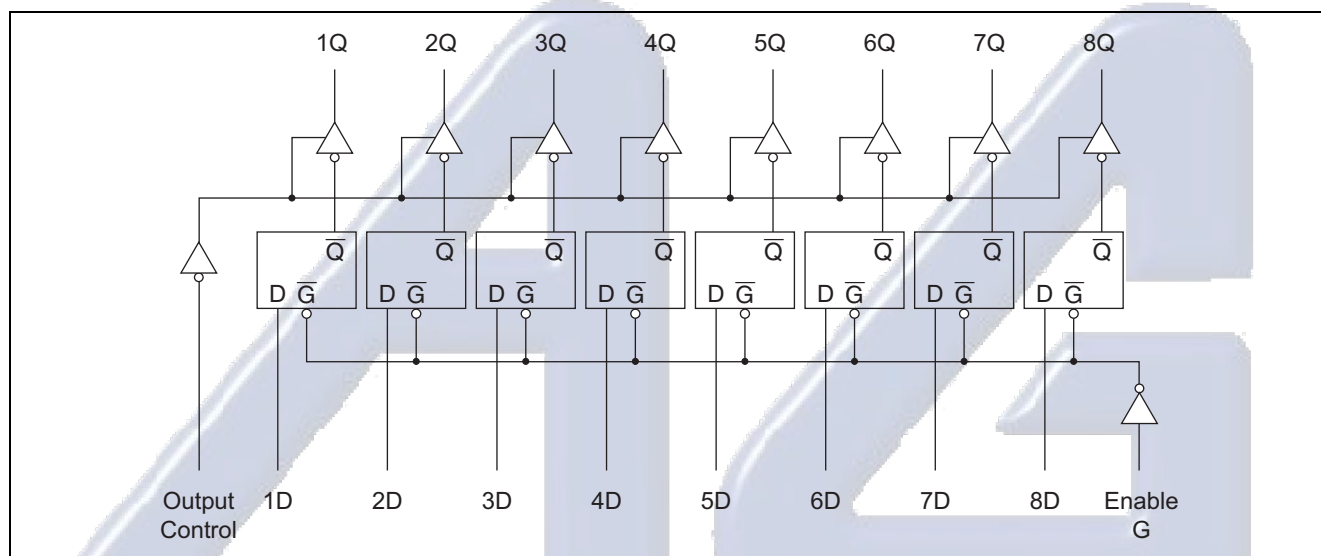 1Q 2Q 3Q 4Q 5Q 6Q 7Q 8Q
Q̅ Q̅ Q̅ Q̅ Q̅ Q̅ Q̅ Q̅
D G̅ D G̅ D G̅ D G̅ D G̅ D G̅ D G̅ D G̅
Output 1D 2D 3D 4D 5D 6D 7D 8D Enable
Control G
AG